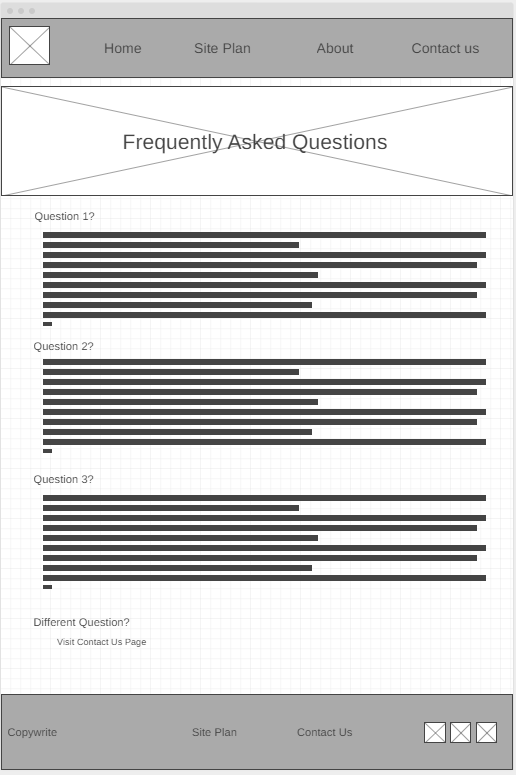 Home Site Plan About Contact us
Frequently Asked Questions
Question 1?
Question 2?
Question 3?
Different Question?
Visit Contact Us Page
Copywrite Site Plan Contact Us